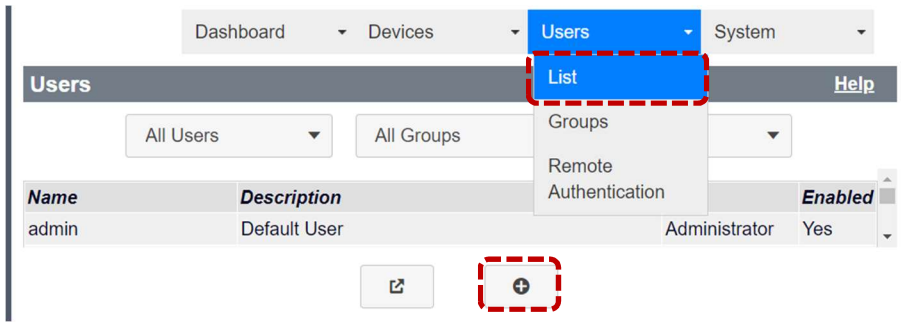 Dashboard Devices Users System
List
Users Help
Groups
All Users All Groups
Remote
Authentication
Name Description Enabled
admin Default User Administrator Yes